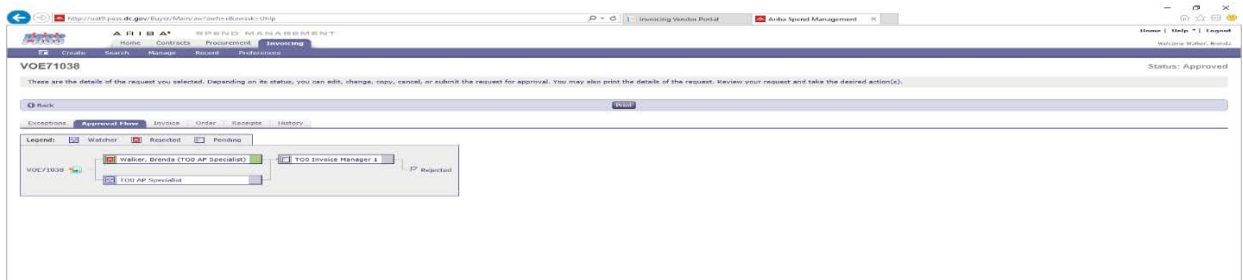 http://uat9.pass.dc.gov/Buyer/Main/
Invoicing Vendor Portal
Ariba Spend Management
ARIBA SPEND MANAGEMENT
Home | Help | Logout
Home Contracts Procurement Invoicing
Welcome Walker, Brenda
Create Search Manage Recent Preferences
VOE71038
Status: Approved
These are the details of the request you selected. Depending on its status, you can edit, change, copy, cancel, or submit the request for approval. You may also print the details of the request. Review your request and take the desired action(s).
Back
Print
Exceptions Approval Flow Invoice Order Receipts History
Legend: Watcher Rejected Pending
Walker, Brenda (TO0 AP Specialist) TO0 Invoice Manager 1
VOE71038 Rejected
TO0 AP Specialist